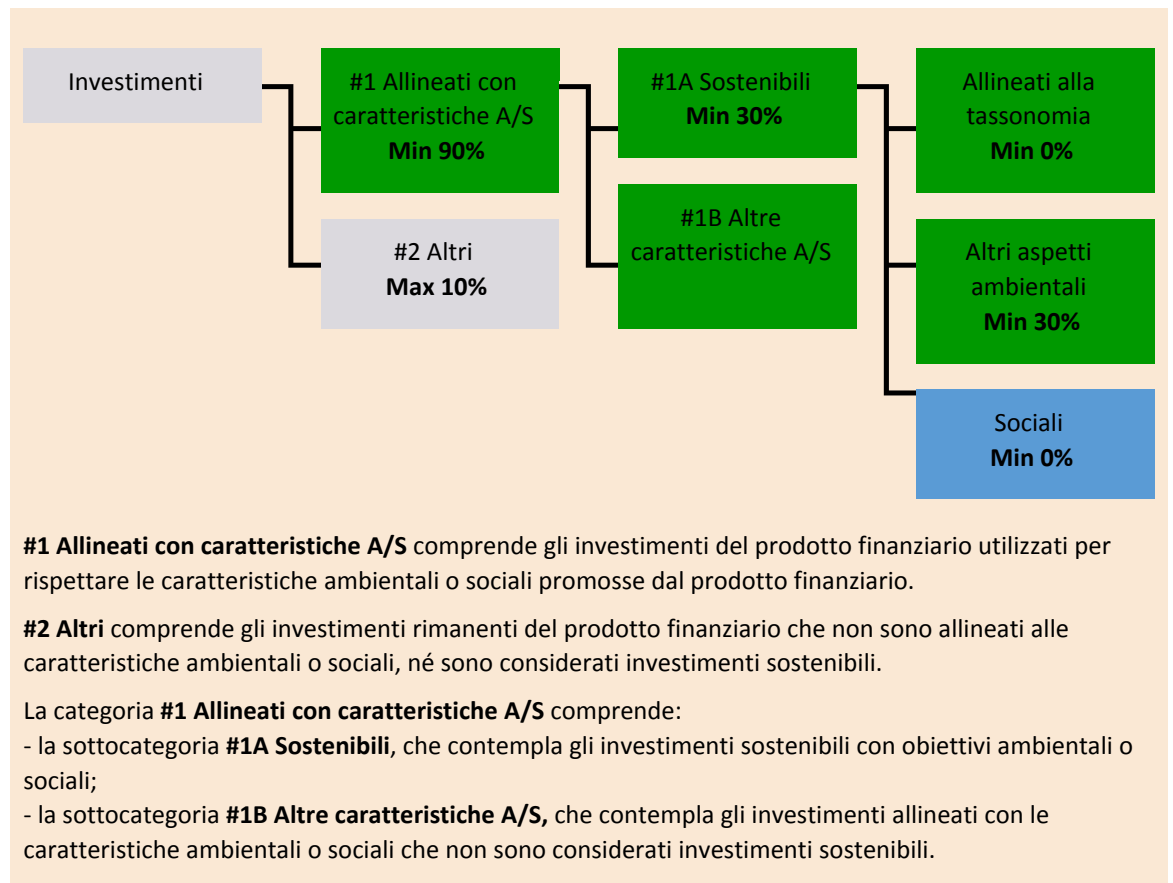 Investimenti
#1 Allineati con
caratteristiche A/S
Min 90%
#2 Altri
Max 10%
#1A Sostenibili
Min 30%
#1B Altre
caratteristiche A/S
Allineati alla
tassonomia
Min 0%
Altri aspetti
ambientali
Min 30%
Sociali
Min 0%
#1 Allineati con caratteristiche A/S comprende gli investimenti del prodotto finanziario utilizzati per
rispettare le caratteristiche ambientali o sociali promosse dal prodotto finanziario.
#2 Altri comprende gli investimenti rimanenti del prodotto finanziario che non sono allineati alle
caratteristiche ambientali o sociali, né sono considerati investimenti sostenibili.
La categoria #1 Allineati con caratteristiche A/S comprende:
- la sottocategoria #1A Sostenibili, che contempla gli investimenti sostenibili con obiettivi ambientali o
sociali;
- la sottocategoria #1B Altre caratteristiche A/S, che contempla gli investimenti allineati con le
caratteristiche ambientali o sociali che non sono considerati investimenti sostenibili.